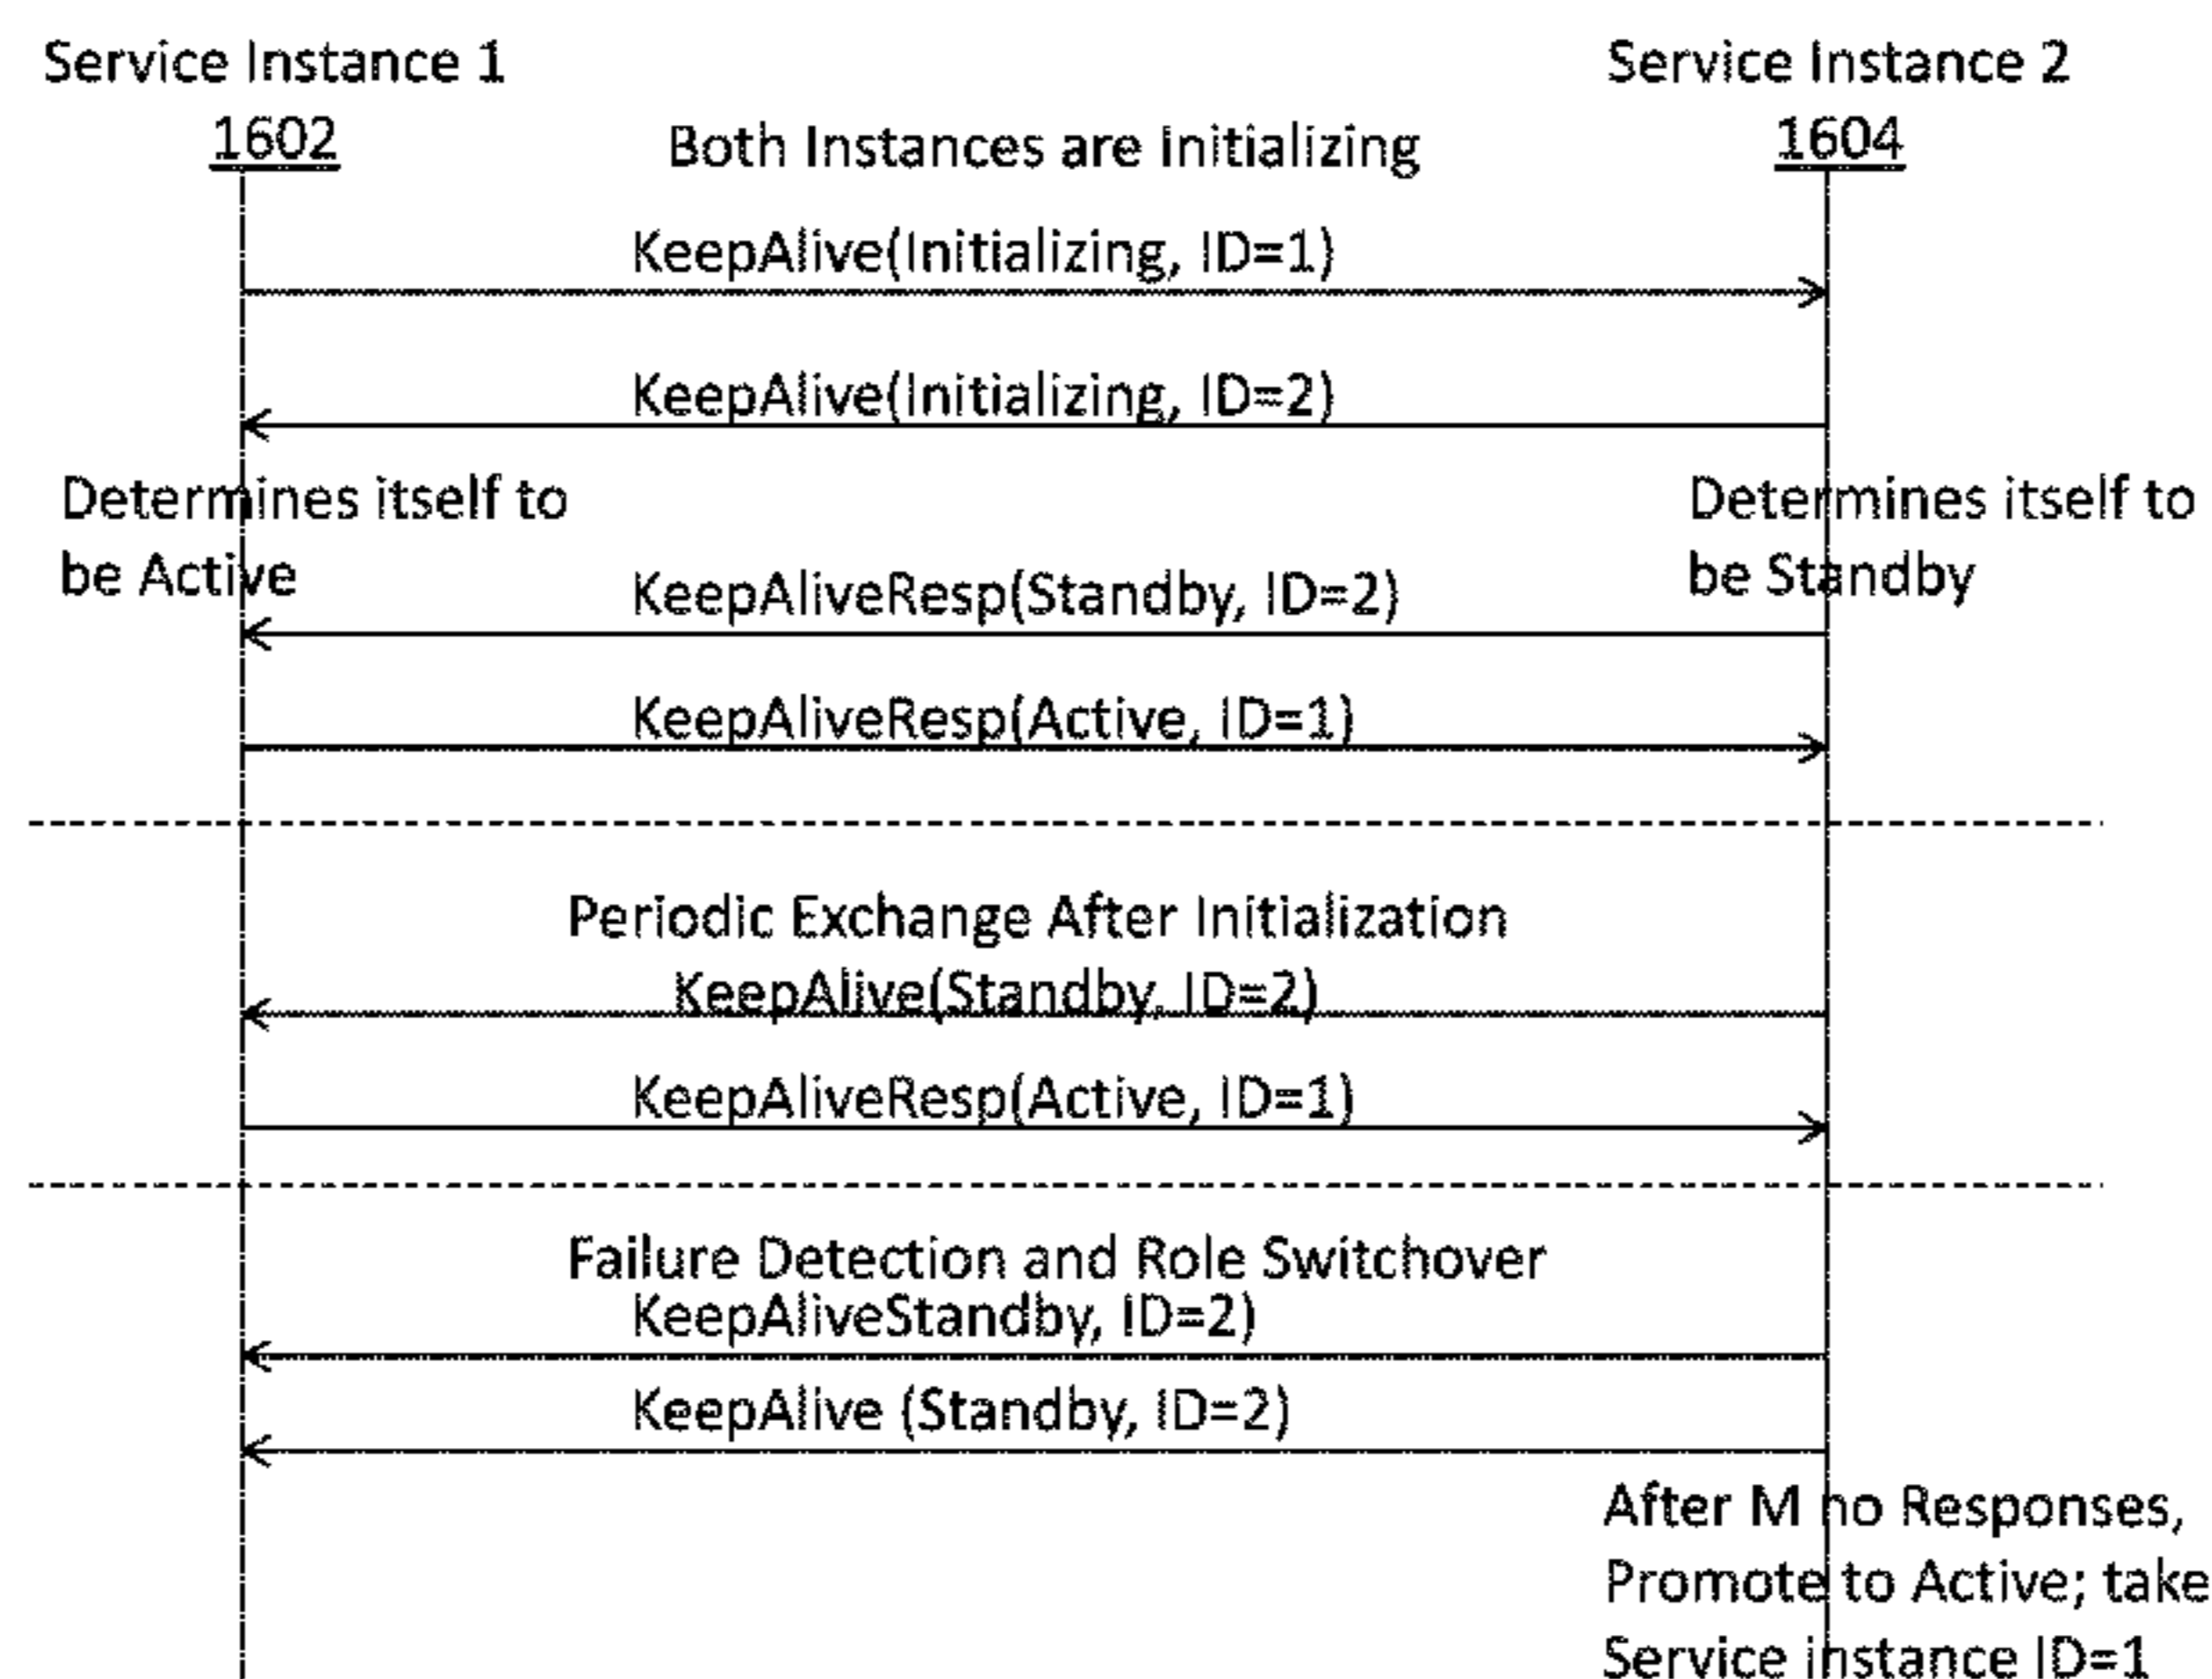 Service Instance 1
Service Instance 2
1602
Both Instances are Initializing
1604
KeepAlive(Initializing, ID=1)
KeepAlive(Initializing, ID=2)
Determines itself to
be Active
Determines itself to
be Standby
KeepAliveResp(Standby, ID=2)
KeepAliveResp(Active, ID=1)
Periodic Exchange After Initialization
KeepAlive(Standby, ID=2)
KeepAliveResp(Active, ID=1)
Failure Detection and Role Switchover
KeepAliveStandby, ID=2)
KeepAlive (Standby, ID=2)
After M no Responses,
Promote to Active; take
Service instance ID=1